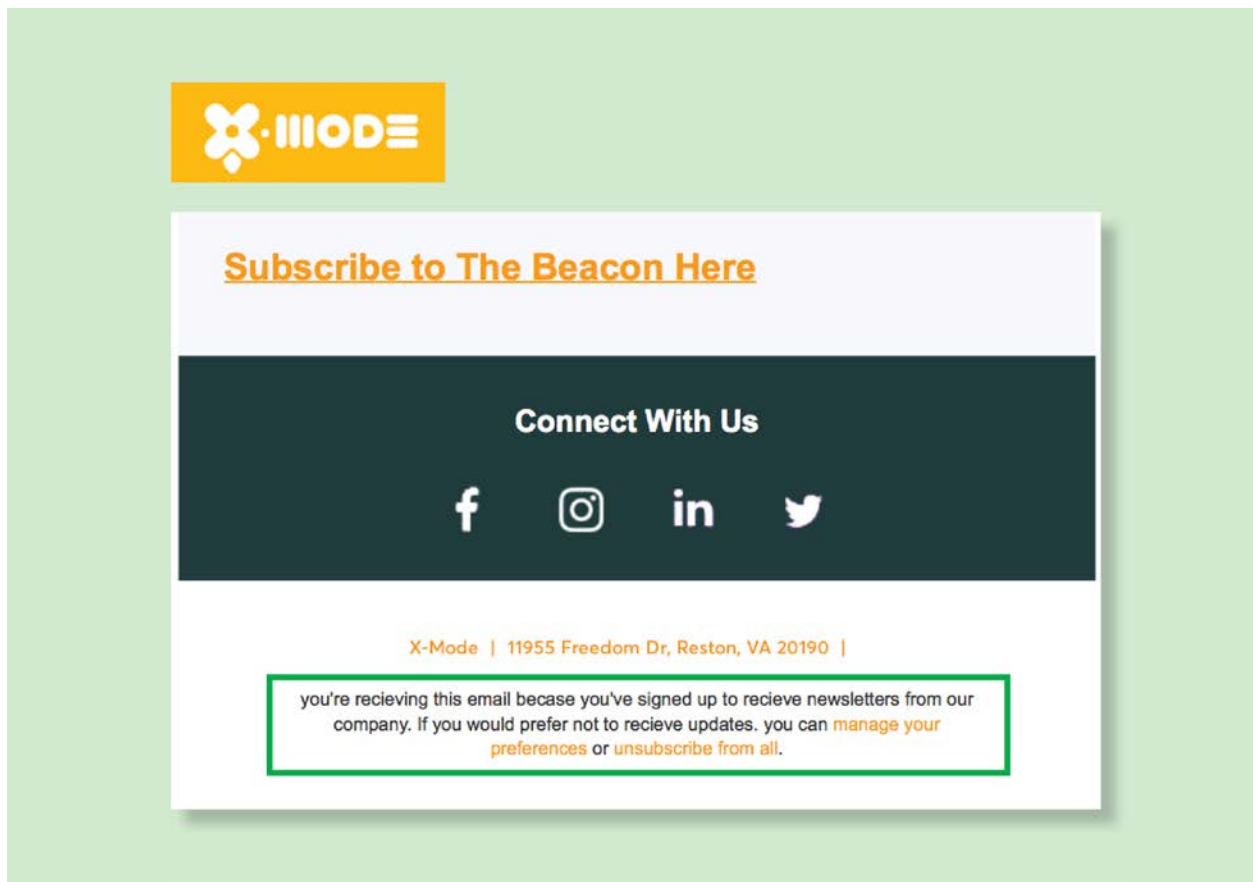 X·MODE
Subscribe to The Beacon Here
Connect With Us
f in
X-Mode | 11955 Freedom Dr, Reston, VA 20190 |
you're recieving this email becase you've signed up to recieve newsletters from our
company. If you would prefer not to recieve updates. you can manage your
preferences or unsubscribe from all.